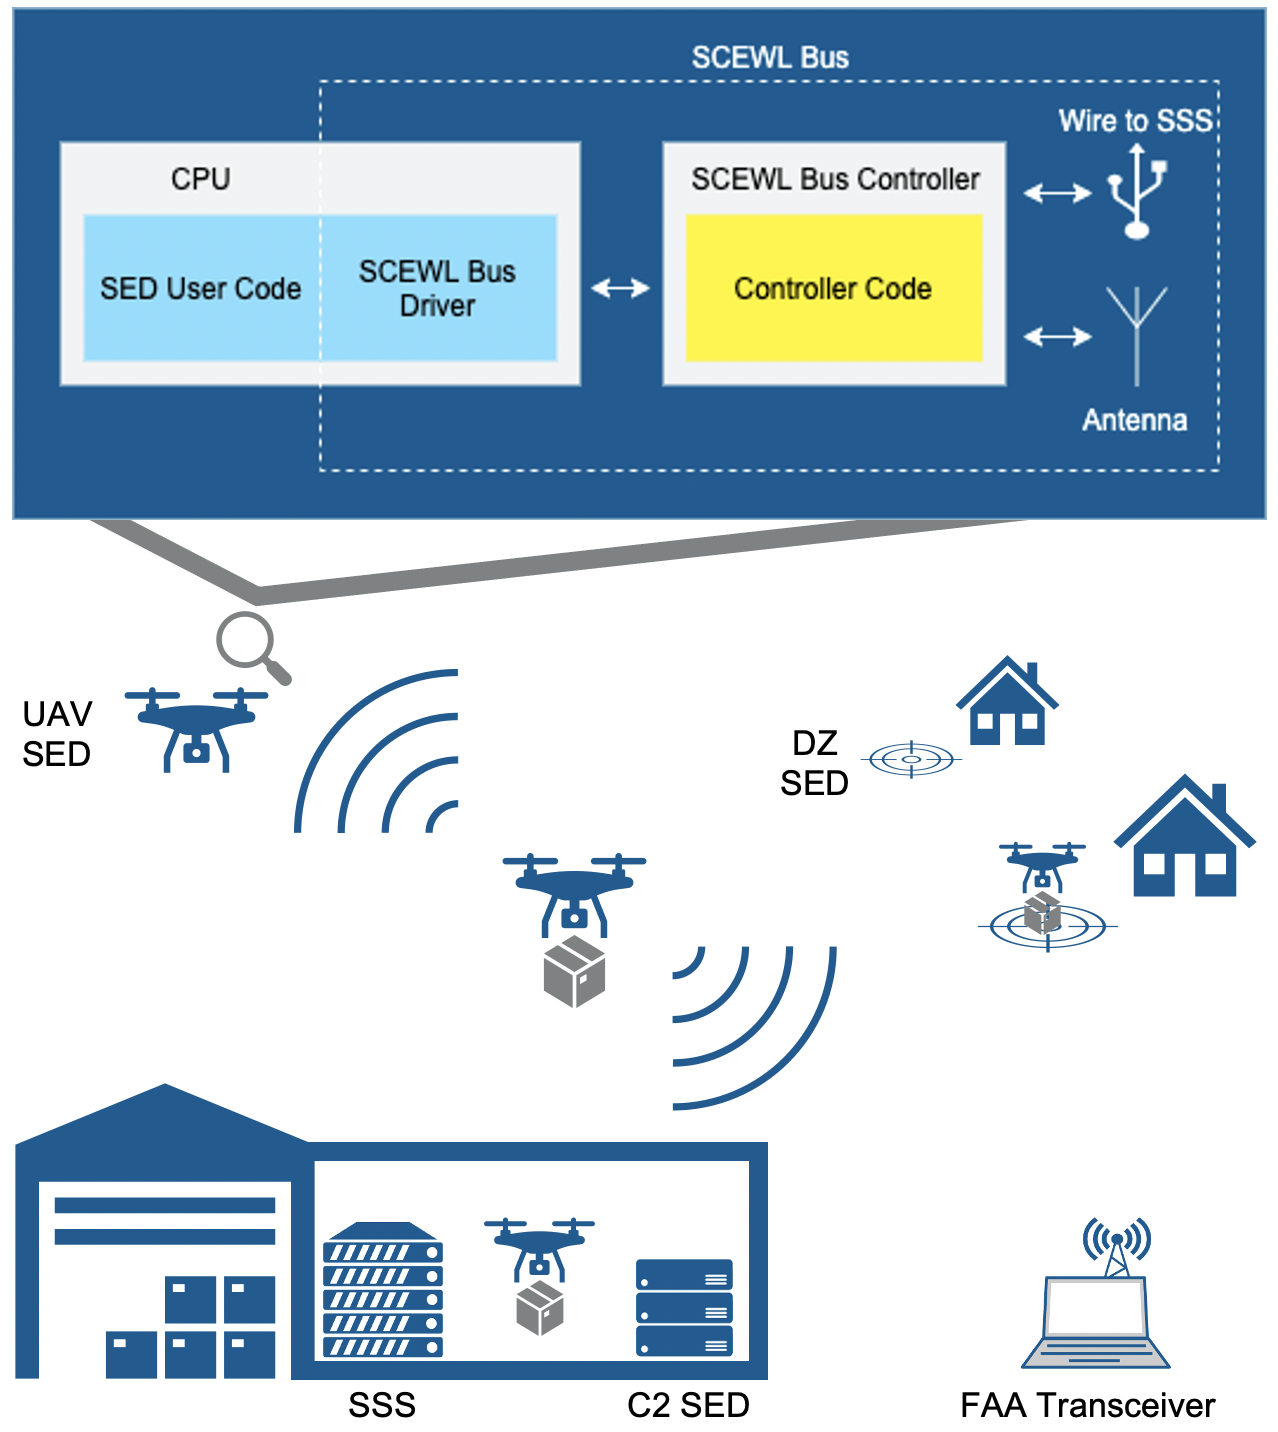 SCEWL Bus
Wire to SSS
CPU
SCEWL Bus Controller
SED User Code
SCEWL Bus
Driver
Controller Code
Antenna
UAV
SED
DZ
SED
SSS
C2 SED
FAA Transceiver